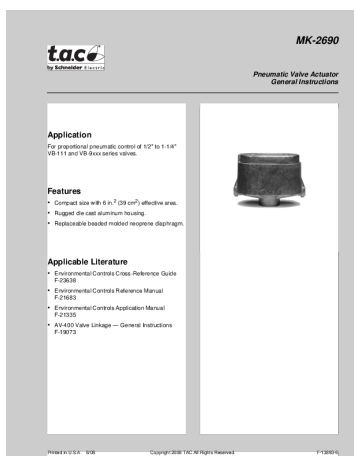 MK-2690
t.a.c
by Schneider Electric
Pneumatic Valve Actuator
General Instructions
Application
For proportional pneumatic control of 1/2" to 1-1/4"
VB-111 and VB-9xxx series valves.
Features
• Compact size with 6 in.² (39 cm²) effective area.
• Rugged die cast aluminum housing.
• Replaceable beaded molded neoprene diaphragm.
Applicable Literature
• Environmental Controls Cross-Reference Guide
F-23638
• Environmental Controls Reference Manual
F-21683
• Environmental Controls Application Manual
F-21335
• AV-400 Valve Linkage — General Instructions
F-19073
Printed in U.S.A. Copyright 2008 TAC All Rights Reserved.